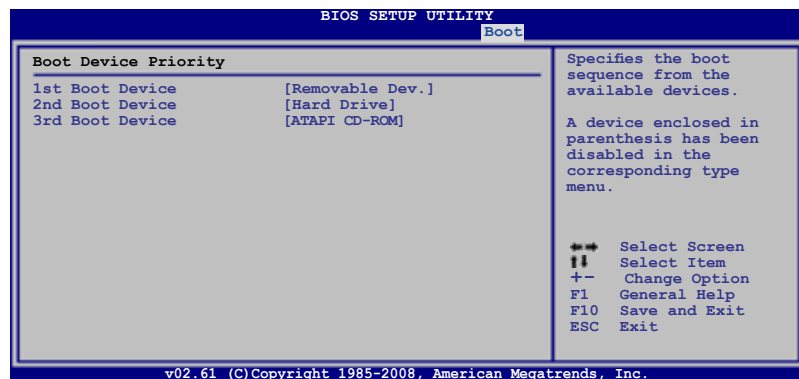 BIOS SETUP UTILITY
Boot
Boot Device Priority
1st Boot Device [Removable Dev.]
2nd Boot Device [Hard Drive]
3rd Boot Device [ATAPI CD-ROM]
Specifies the boot
sequence from the
available devices.
A device enclosed in
parenthesis has been
disabled in the
corresponding type
menu.
←→ Select Screen
↑↓ Select Item
+- Change Option
F1 General Help
F10 Save and Exit
ESC Exit
v02.61 (C)Copyright 1985-2008, American Megatrends, Inc.